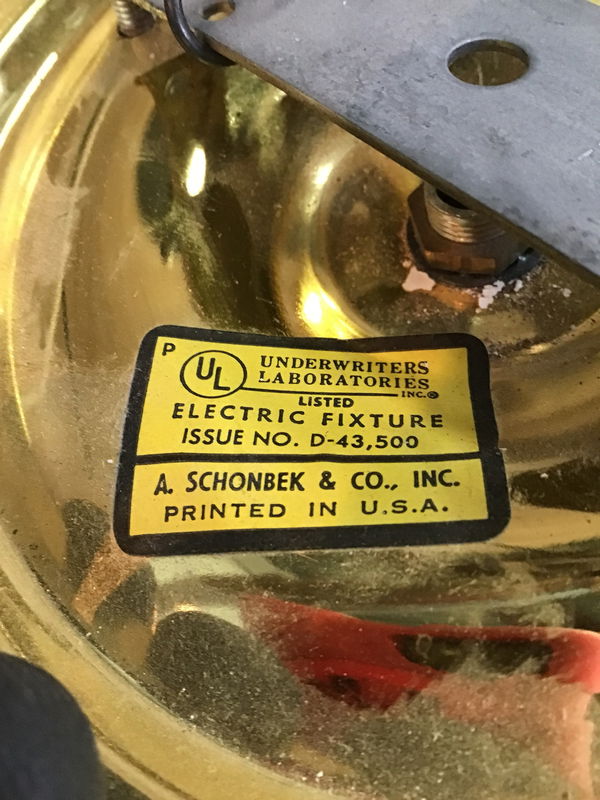 P
UL
UNDERWRITERS
LABORATORIES
INC.®
LISTED
ELECTRIC FIXTURE
ISSUE NO. D-43,500
A. SCHONBEK & CO., INC.
PRINTED IN U.S.A.